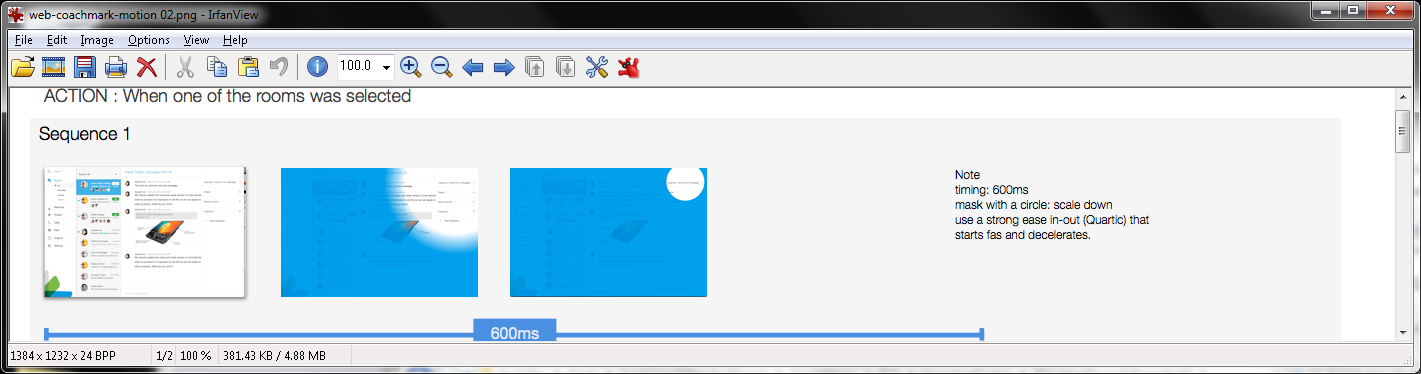 web-coachmark-motion 02.png - IrfanView
File Edit Image Options View Help
100.0
ACTION : When one of the rooms was selected
Sequence 1
Note
timing: 600ms
mask with a circle: scale down
use a strong ease in-out (Quartic) that
starts fas and decelerates.
600ms
1384 x 1232 x 24 BPP 1/2 100 % 381.43 KB / 4.88 MB